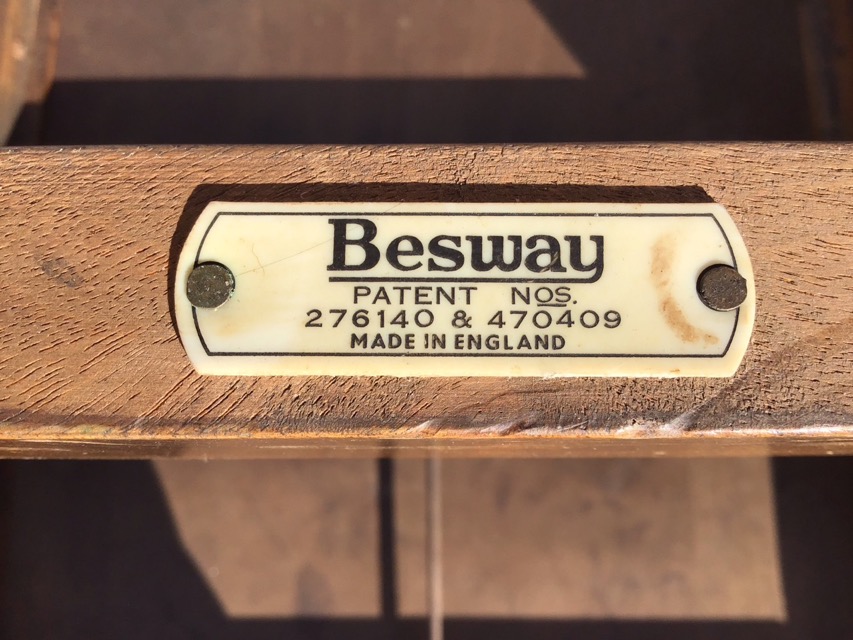 Besway
PATENT NOS.
276140 & 470409
MADE IN ENGLAND